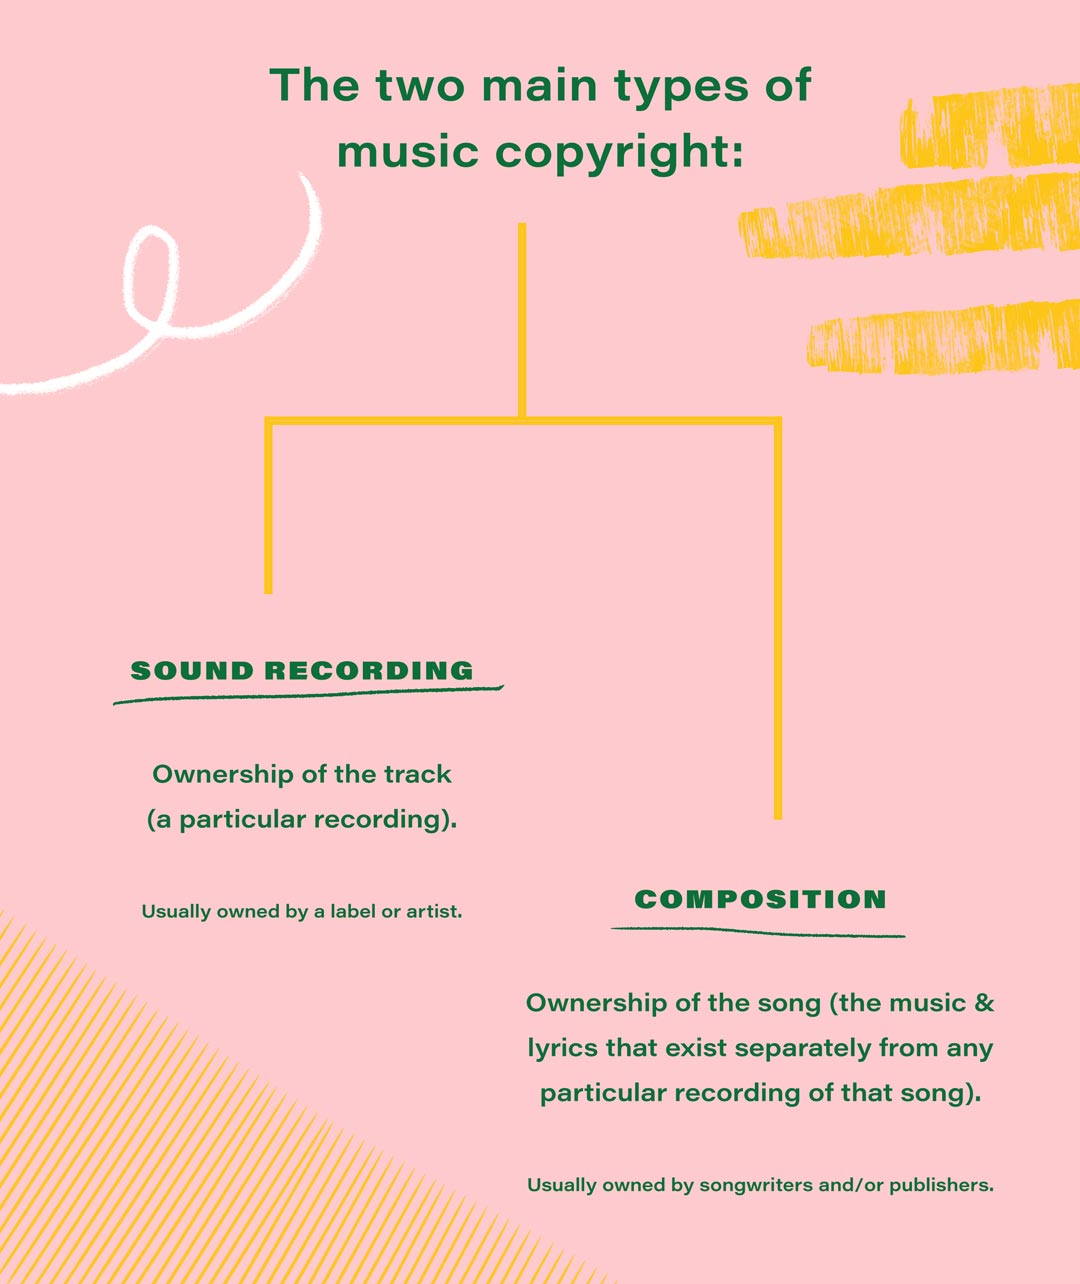 The two main types of
music copyright:
SOUND RECORDING
Ownership of the track
(a particular recording).
Usually owned by a label or artist.
COMPOSITION
Ownership of the song (the music &
lyrics that exist separately from any
particular recording of that song).
Usually owned by songwriters and/or publishers.